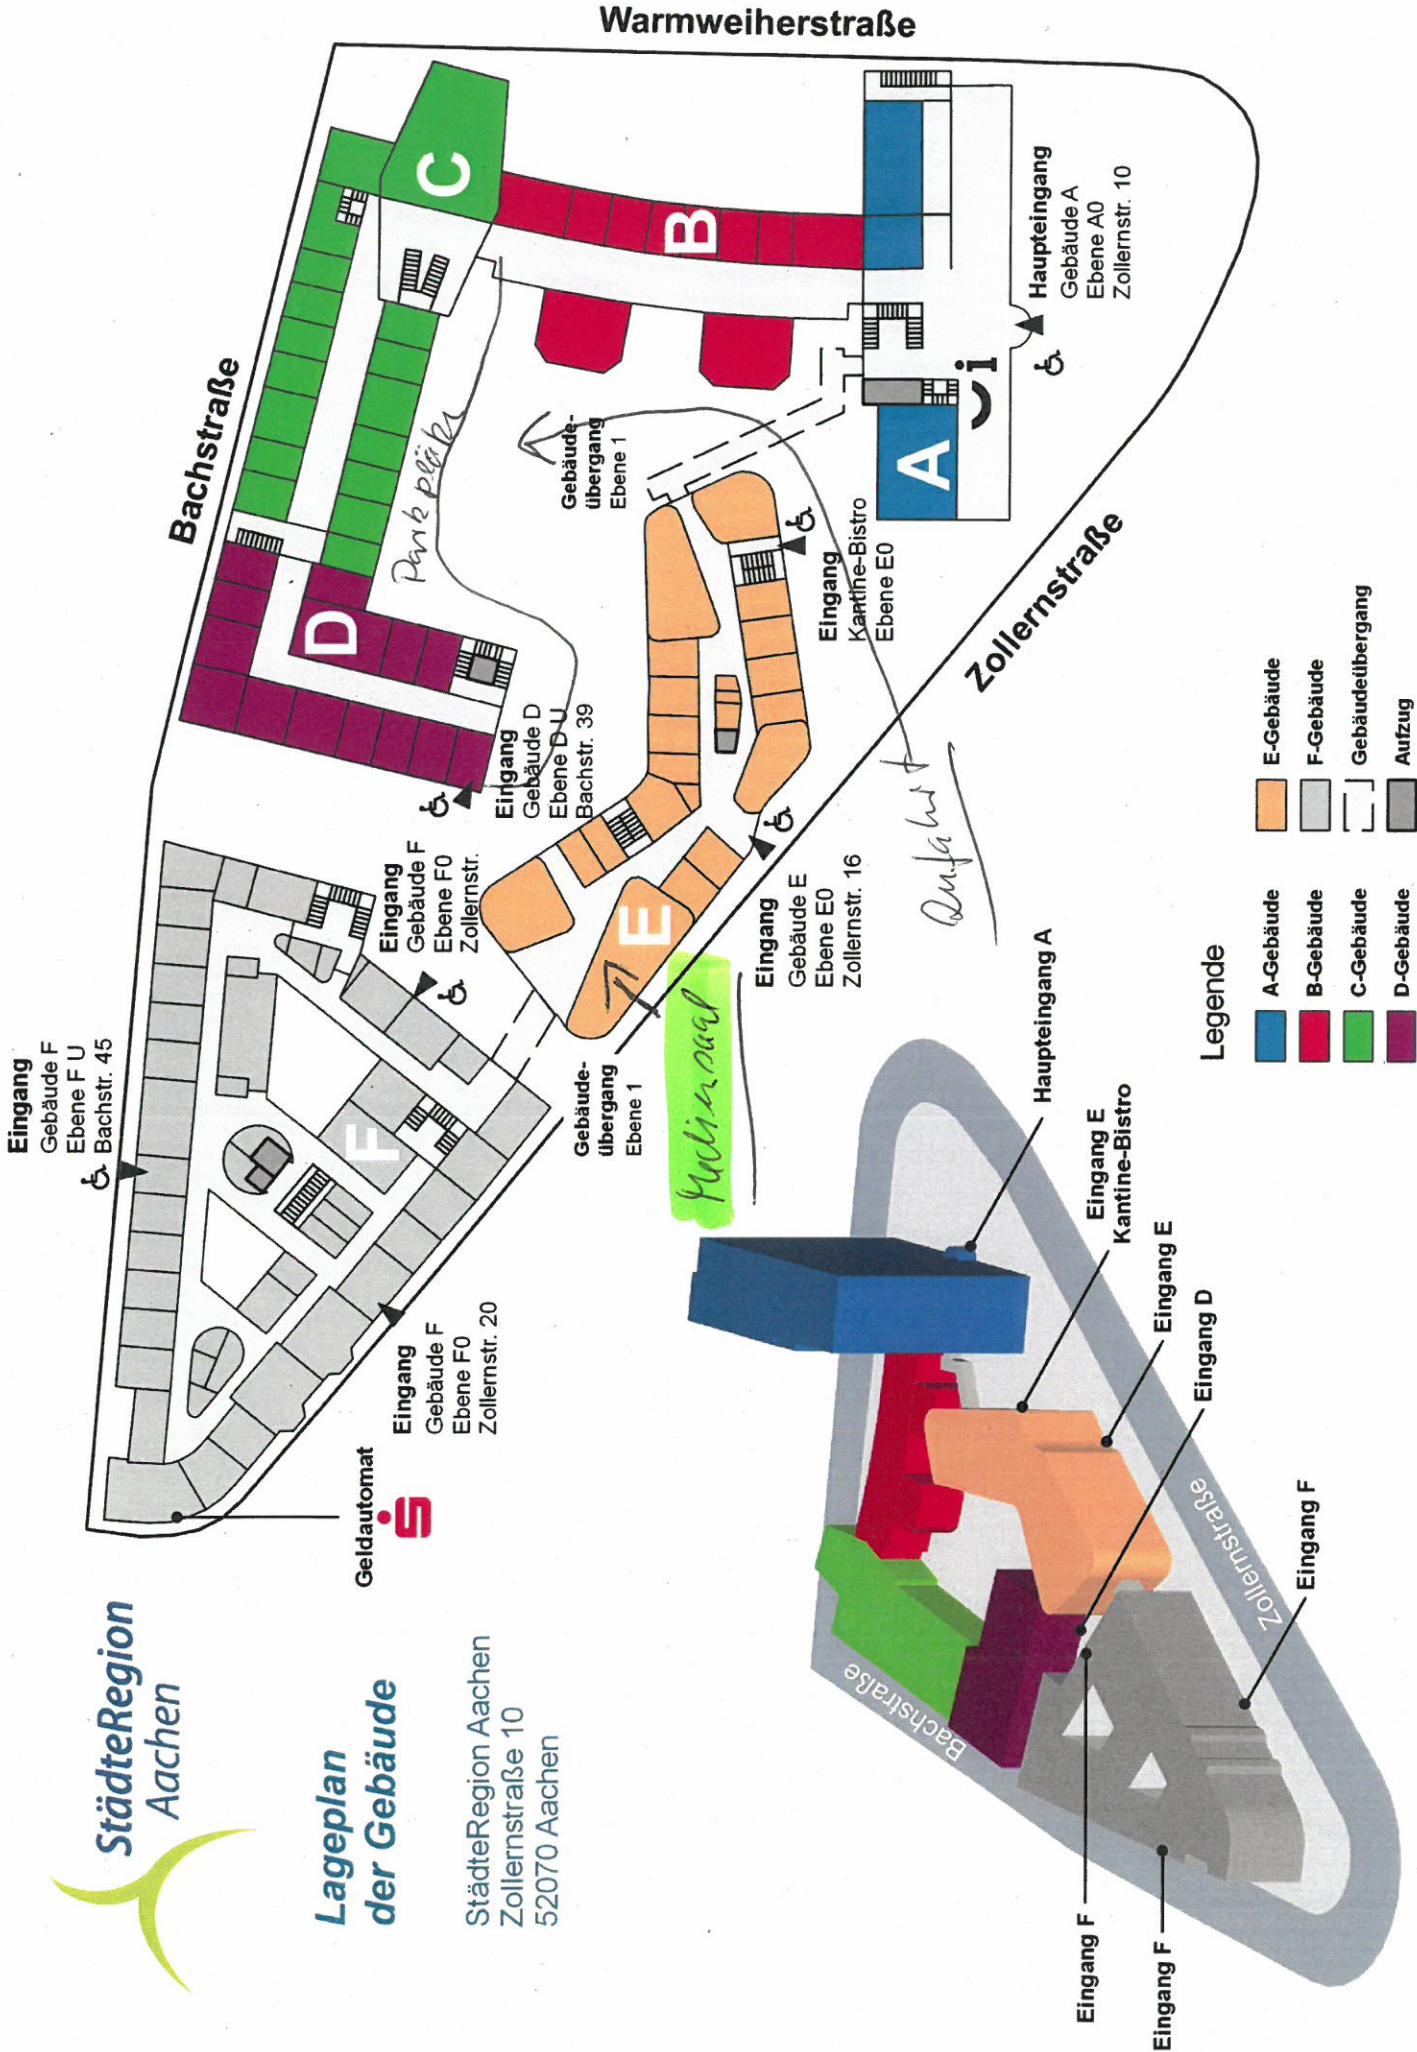 StädteRegion
Aachen
Lageplan
der Gebäude
StädteRegion Aachen
Zollernstraße 10
52070 Aachen
Eingang
Gebäude F
Ebene F U
Bachstr. 45
Geldautomat
Eingang
Gebäude F
Ebene F0
Zollernstr. 20
F
Eingang
Gebäude F
Ebene F0
Zollernstr.
Gebäude-
übergang
Ebene 1
Mediensaal
Bachstraße
D
Eingang
Gebäude D
Ebene D U
Bachstr. 39
Parkplätze
E
Eingang
Gebäude E
Ebene E0
Zollernstr. 16
Eingang
Kantine-Bistro
Ebene E0
Gebäude-
übergang
Ebene 1
C
B
A
i
Haupteingang
Gebäude A
Ebene A0
Zollernstr. 10
Warmweiherstraße
Zollernstraße
Einfahrt
Bachstraße
Zollernstraße
Haupteingang A
Eingang E
Kantine-Bistro
Eingang E
Eingang D
Eingang F
Eingang F
Eingang F
Legende
A-Gebäude
B-Gebäude
C-Gebäude
D-Gebäude
E-Gebäude
F-Gebäude
Gebäudeübergang
Aufzug